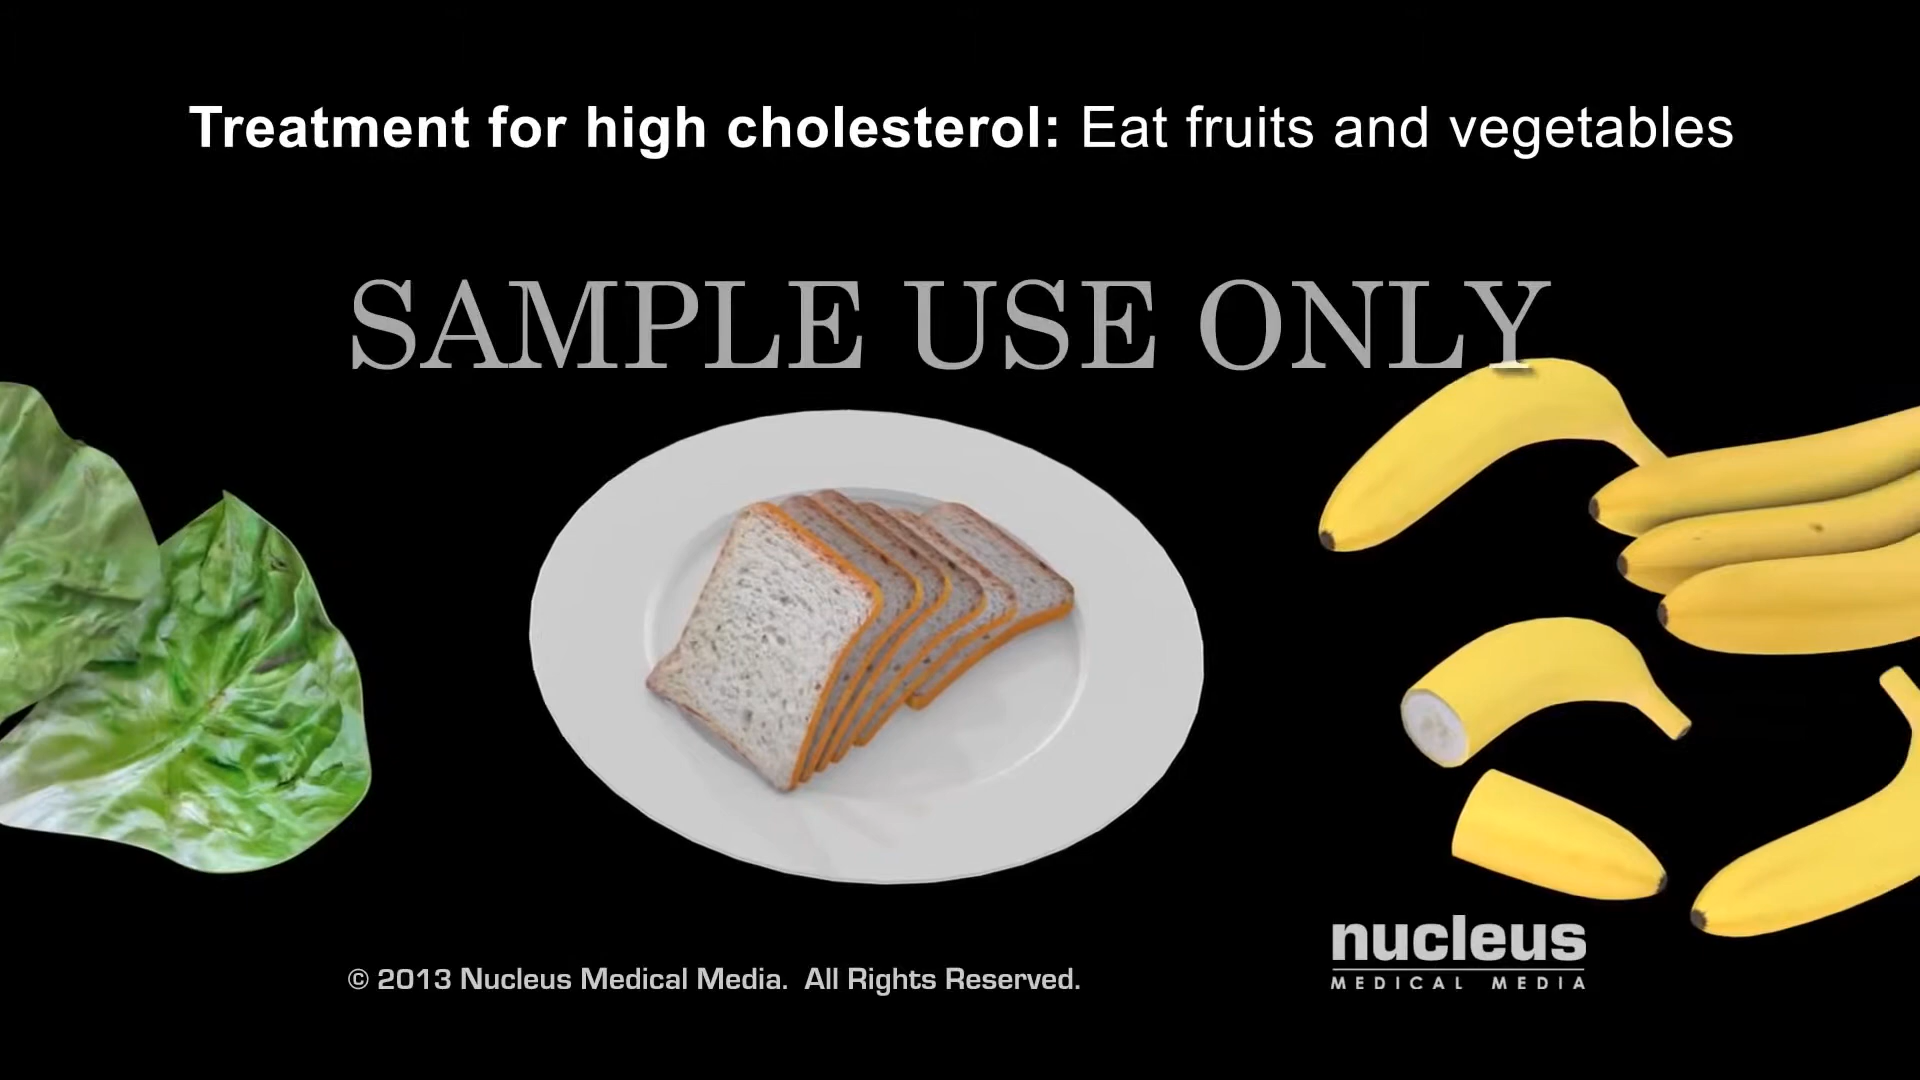 Treatment for high cholesterol: Eat fruits and vegetables
SAMPLE USE ONLY
© 2013 Nucleus Medical Media. All Rights Reserved.
nucleus
MEDICAL MEDIA